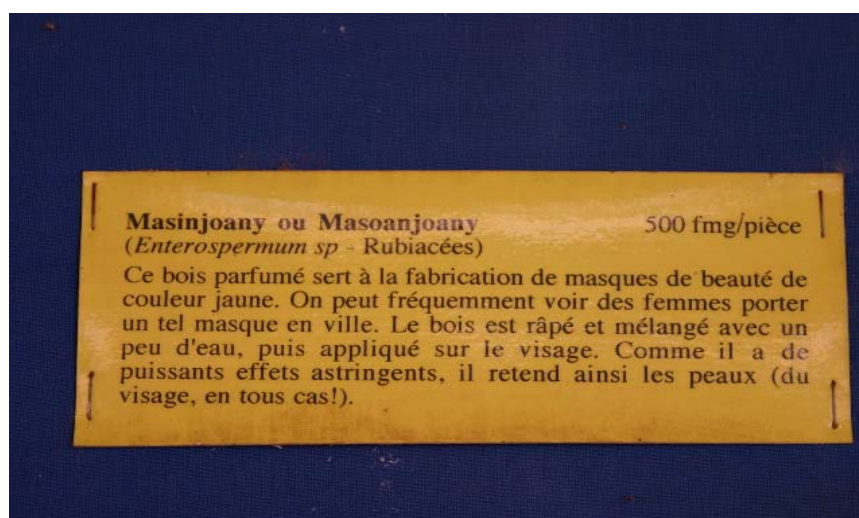 Masinjoany ou Masoanjoany 500 fmg/pièce
(Enterospermum sp - Rubiacées)
Ce bois parfumé sert à la fabrication de masques de beauté de
couleur jaune. On peut fréquemment voir des femmes porter
un tel masque en ville. Le bois est râpé et mélangé avec un
peu d'eau, puis appliqué sur le visage. Comme il a de
puissants effets astringents, il retend ainsi les peaux (du
visage, en tous cas!).